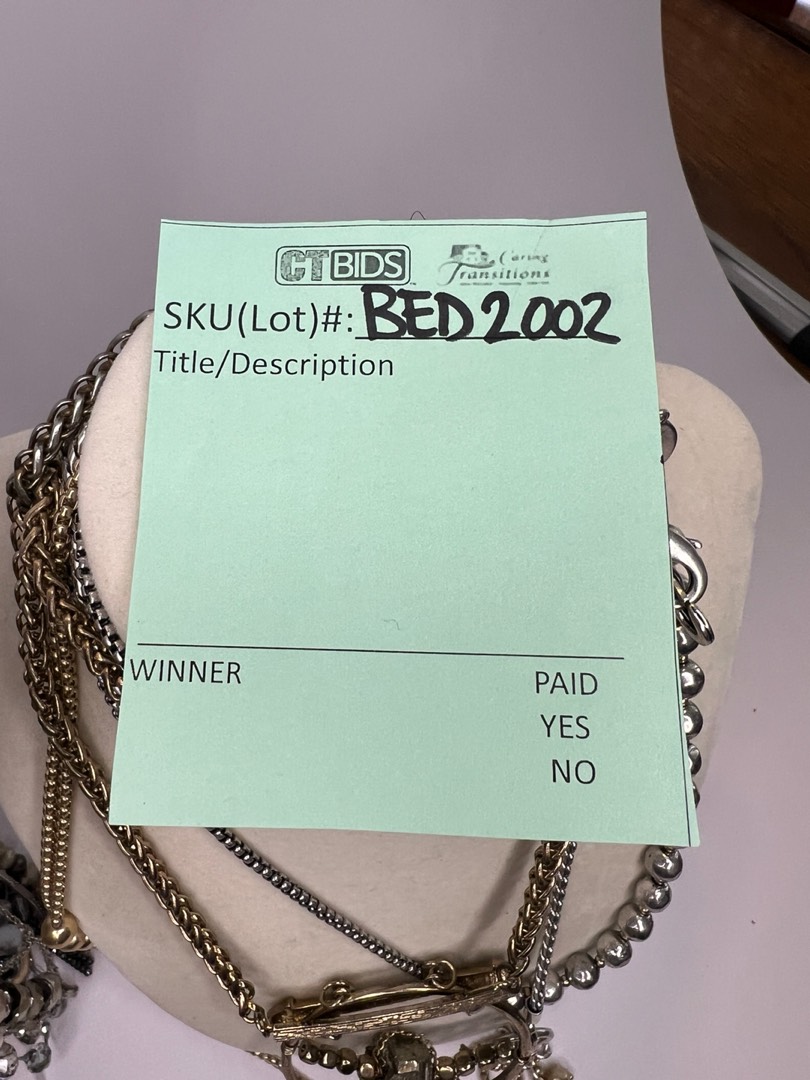 CTBIDS Caring Transitions
SKU(Lot)#: BED2002
Title/Description
WINNER PAID
YES
NO